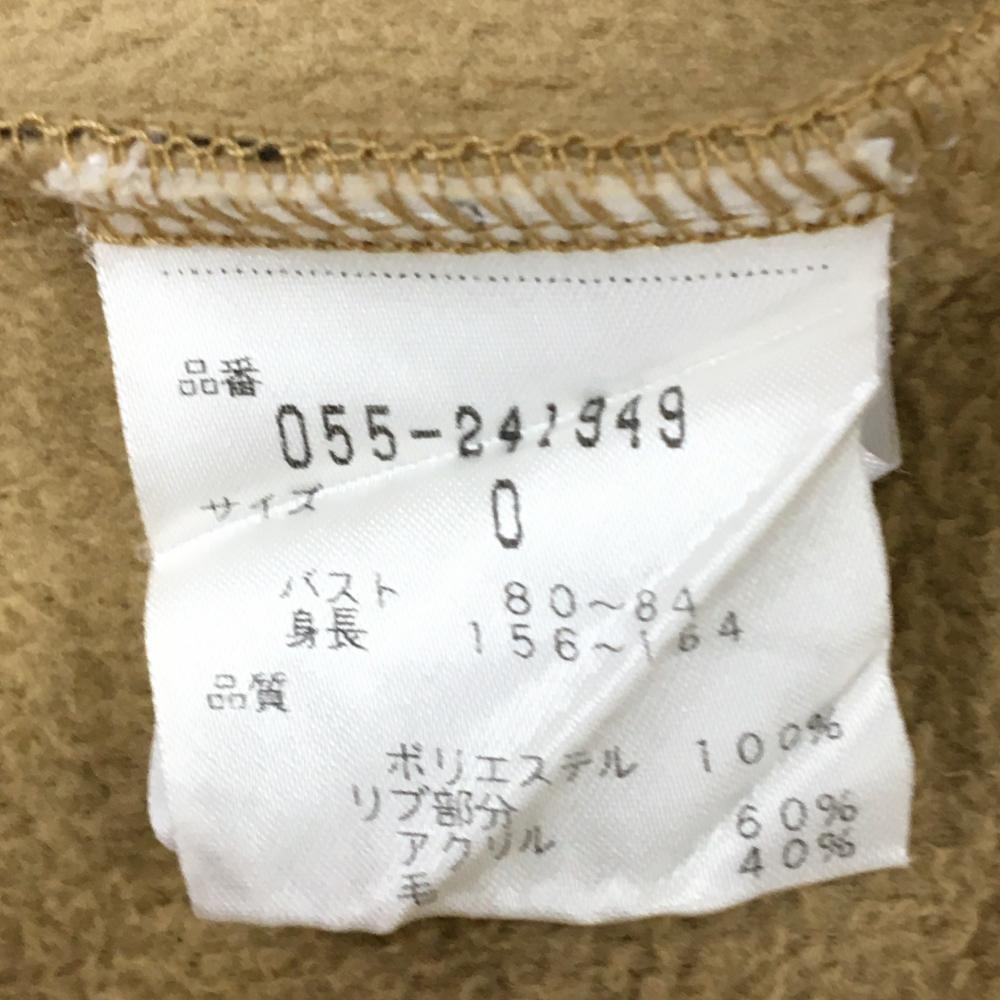 品番
055-241949
サイズ 0
バスト 80~84
身長 156~164
品質
ポリエステル 100%
リブ部分
アクリル 60%
毛 40%